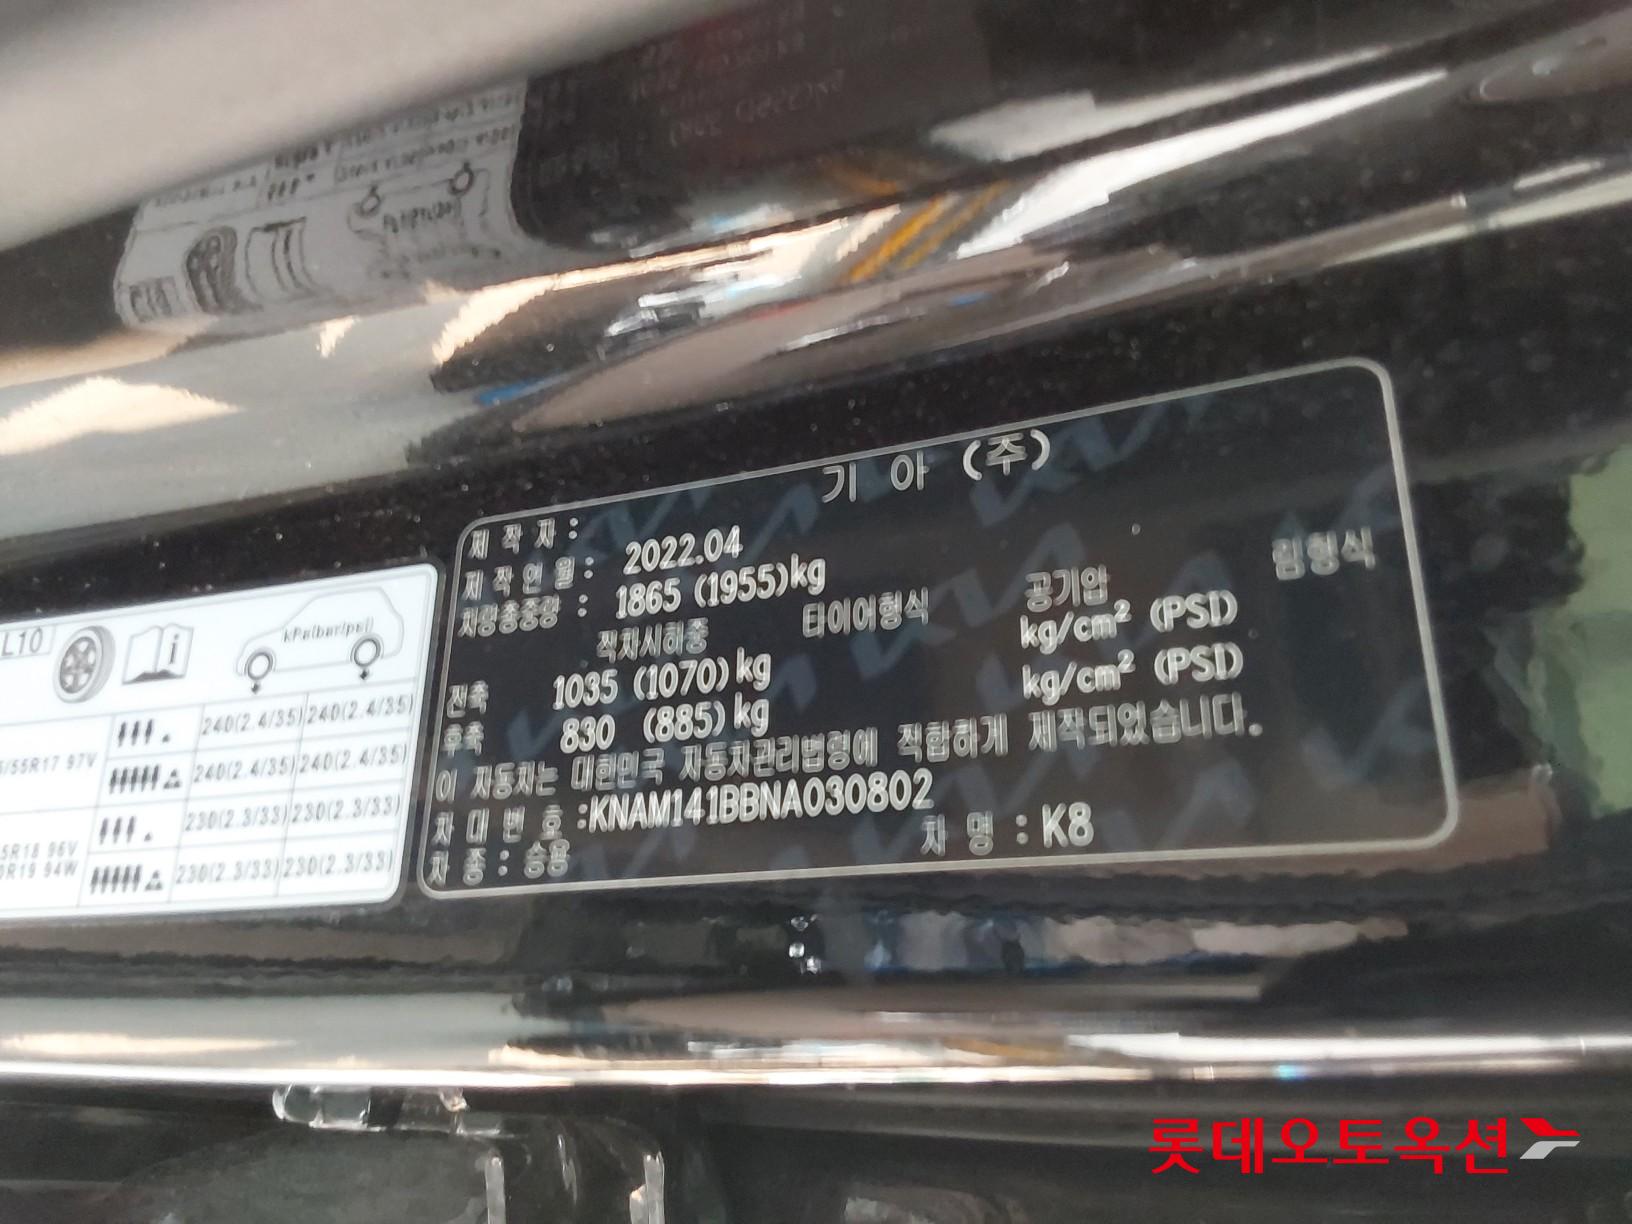 기 아 (주)
제 작 자 :
제 작 연 월 : 2022.04
차량총중량 : 1865 (1955)kg
적차시하중 타이어형식 공기압 림형식
kg/cm² (PSI)
전축 1035 (1070) kg kg/cm² (PSI)
후축 830 (885) kg
이 자동차는 대한민국 자동차관리법령에 적합하게 제작되었습니다.
차 대 번 호 :KNAM141BBNA030802
차 종 : 승용 차 명 : K8
L10
kPa(bar/psi)
/55R17 97V
240(2.4/35) 240(2.4/35)
240(2.4/35) 240(2.4/35)
5R18 96V
0R19 94W
230(2.3/33) 230(2.3/33)
230(2.3/33) 230(2.3/33)
롯데오토옥션